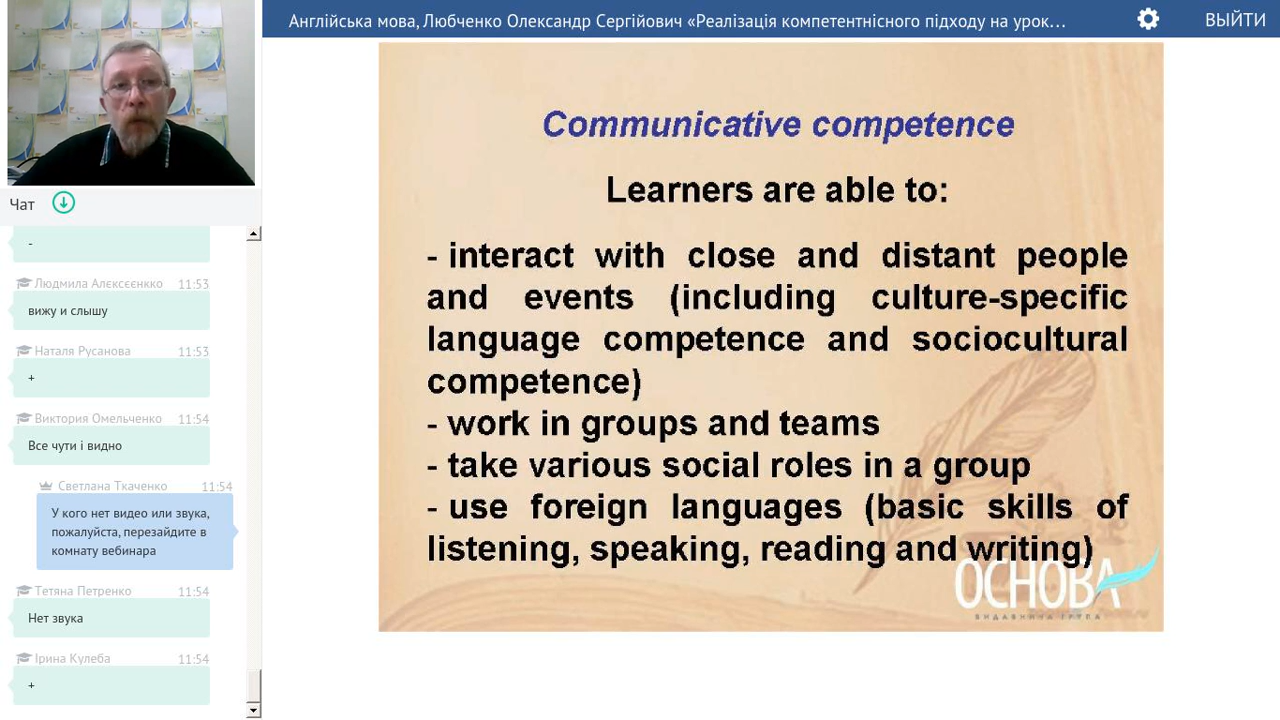 Англійська мова, Любченко Олександр Сергійович «Реалізація компетентнісного підходу на урок...
ВЫЙТИ
Чат
-
Людмила Алєксєєнкко 11:53
вижу и слышу
Наталя Русанова 11:53
+
Виктория Омельченко 11:54
Все чути і видно
Светлана Ткаченко 11:54
У кого нет видео или звука,
пожалуйста, перезайдите в
комнату вебинара
Тетяна Петренко 11:54
Нет звука
Ірина Кулеба 11:54
+
Communicative competence
Learners are able to:
- interact with close and distant people
and events (including culture-specific
language competence and sociocultural
competence)
- work in groups and teams
- take various social roles in a group
- use foreign languages (basic skills of
listening, speaking, reading and writing)
ОСНОВА
ВИДАВНИЧА ГРУПА